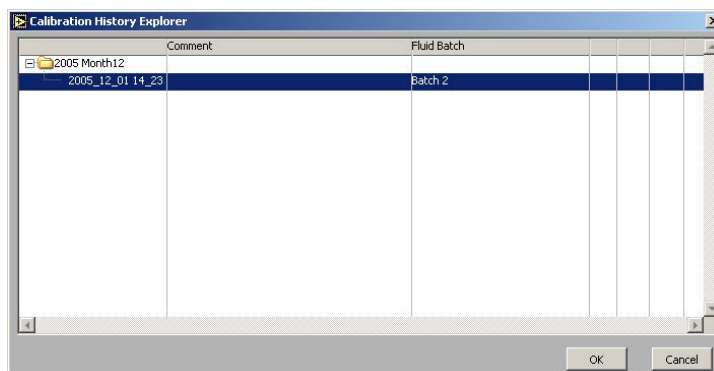 Calibration History Explorer
Comment Fluid Batch
2005 Month12
2005_12_01 14_23 Batch 2
OK Cancel